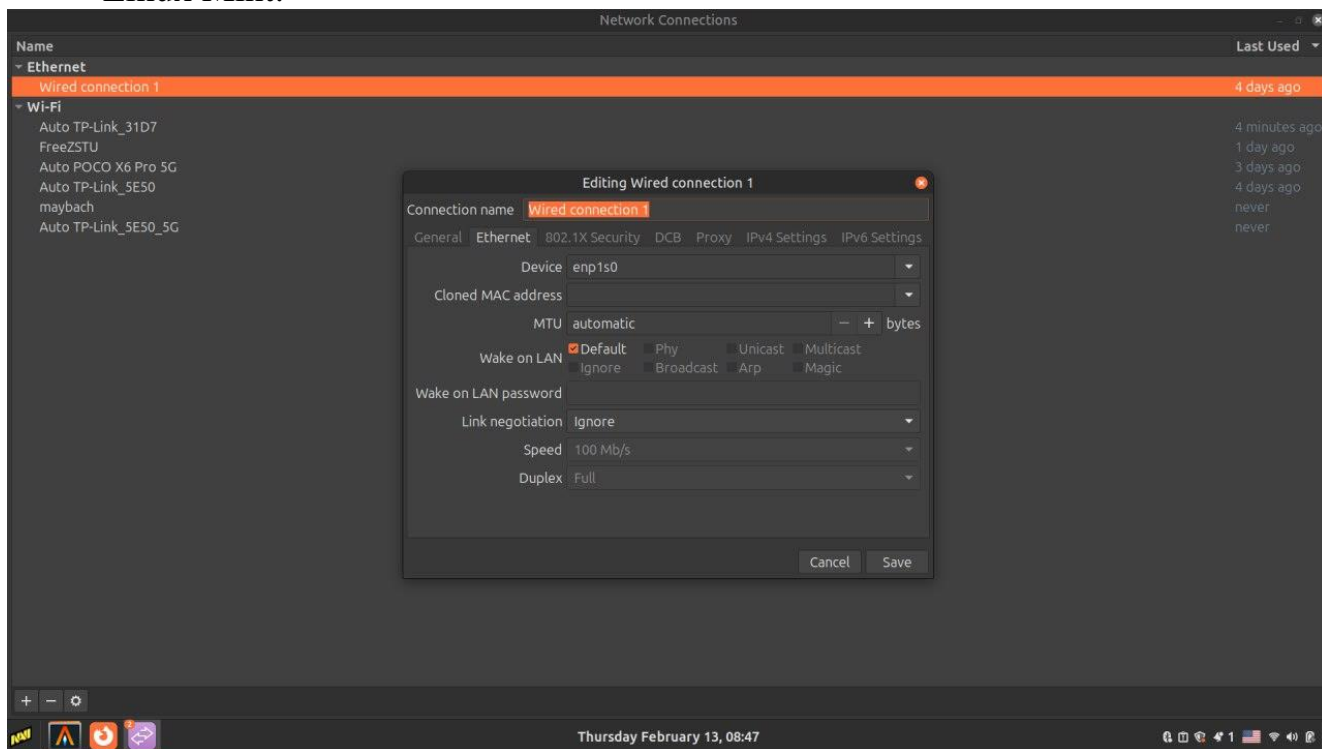 Linux Mint.
Network Connections
Name Last Used
Ethernet
Wired connection 1 4 days ago
Wi-Fi
Auto TP-Link_31D7 4 minutes ago
FreeZSTU 1 day ago
Auto POCO X6 Pro 5G 3 days ago
Auto TP-Link_5E50 4 days ago
maybach never
Auto TP-Link_5E50_5G never
Editing Wired connection 1
Connection name Wired connection 1
General Ethernet 802.1X Security DCB Proxy IPv4 Settings IPv6 Settings
Device enp1s0
Cloned MAC address
MTU automatic - + bytes
Wake on LAN Default Phy Unicast Multicast
Ignore Broadcast Arp Magic
Wake on LAN password
Link negotiation Ignore
Speed 100 Mb/s
Duplex Full
Cancel Save
+ -
NAVI 2 Thursday February 13, 08:47 1